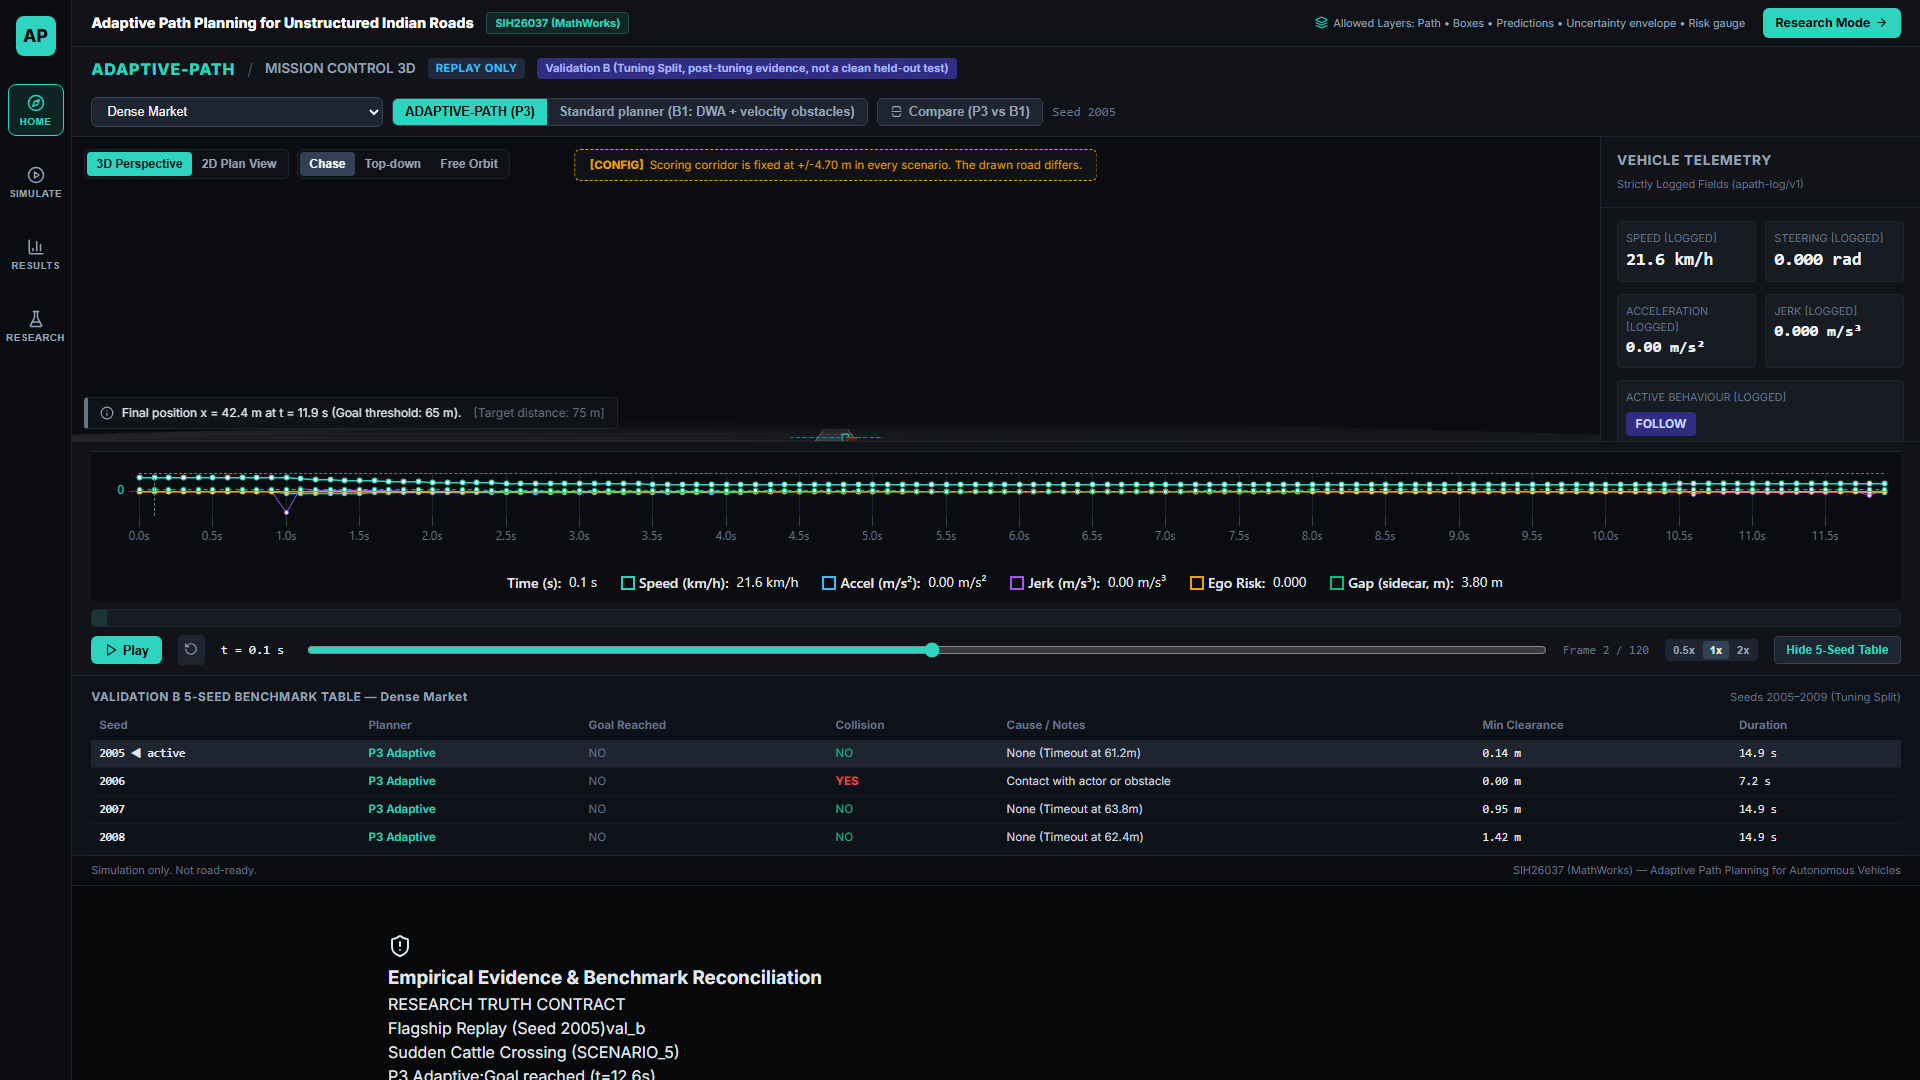 AP
Adaptive Path Planning for Unstructured Indian Roads
SIH26037 (MathWorks)
Allowed Layers: Path • Boxes • Predictions • Uncertainty envelope • Risk gauge
Research Mode →
HOME
SIMULATE
RESULTS
RESEARCH
ADAPTIVE-PATH / MISSION CONTROL 3D
REPLAY ONLY
Validation B (Tuning Split, post-tuning evidence, not a clean held-out test)
Dense Market
ADAPTIVE-PATH (P3)
Standard planner (B1: DWA + velocity obstacles)
Compare (P3 vs B1)
Seed 2005
3D Perspective
2D Plan View
Chase
Top-down
Free Orbit
[CONFIG] Scoring corridor is fixed at +/-4.70 m in every scenario. The drawn road differs.
Final position x = 42.4 m at t = 11.9 s (Goal threshold: 65 m). [Target distance: 75 m]
VEHICLE TELEMETRY
Strictly Logged Fields (apath-log/v1)
SPEED [LOGGED]
21.6 km/h
STEERING [LOGGED]
0.000 rad
ACCELERATION [LOGGED]
0.00 m/s²
JERK [LOGGED]
0.000 m/s³
ACTIVE BEHAVIOUR [LOGGED]
FOLLOW
0
0.0s 0.5s 1.0s 1.5s 2.0s 2.5s 3.0s 3.5s 4.0s 4.5s 5.0s 5.5s 6.0s 6.5s 7.0s 7.5s 8.0s 8.5s 9.0s 9.5s 10.0s 10.5s 11.0s 11.5s
Time (s): 0.1 s Speed (km/h): 21.6 km/h Accel (m/s²): 0.00 m/s² Jerk (m/s³): 0.00 m/s³ Ego Risk: 0.000 Gap (sidecar, m): 3.80 m
Play
t = 0.1 s
Frame 2 / 120
0.5x 1x 2x
Hide 5-Seed Table
VALIDATION B 5-SEED BENCHMARK TABLE — Dense Market
Seeds 2005–2009 (Tuning Split)
Seed Planner Goal Reached Collision Cause / Notes Min Clearance Duration
2005 ◀ active P3 Adaptive NO NO None (Timeout at 61.2m) 0.14 m 14.9 s
2006 P3 Adaptive NO YES Contact with actor or obstacle 0.00 m 7.2 s
2007 P3 Adaptive NO NO None (Timeout at 63.8m) 0.95 m 14.9 s
2008 P3 Adaptive NO NO None (Timeout at 62.4m) 1.42 m 14.9 s
Simulation only. Not road-ready.
SIH26037 (MathWorks) — Adaptive Path Planning for Autonomous Vehicles
Empirical Evidence & Benchmark Reconciliation
RESEARCH TRUTH CONTRACT
Flagship Replay (Seed 2005)val_b
Sudden Cattle Crossing (SCENARIO_5)
P3 Adaptive:Goal reached (t=12.6s)